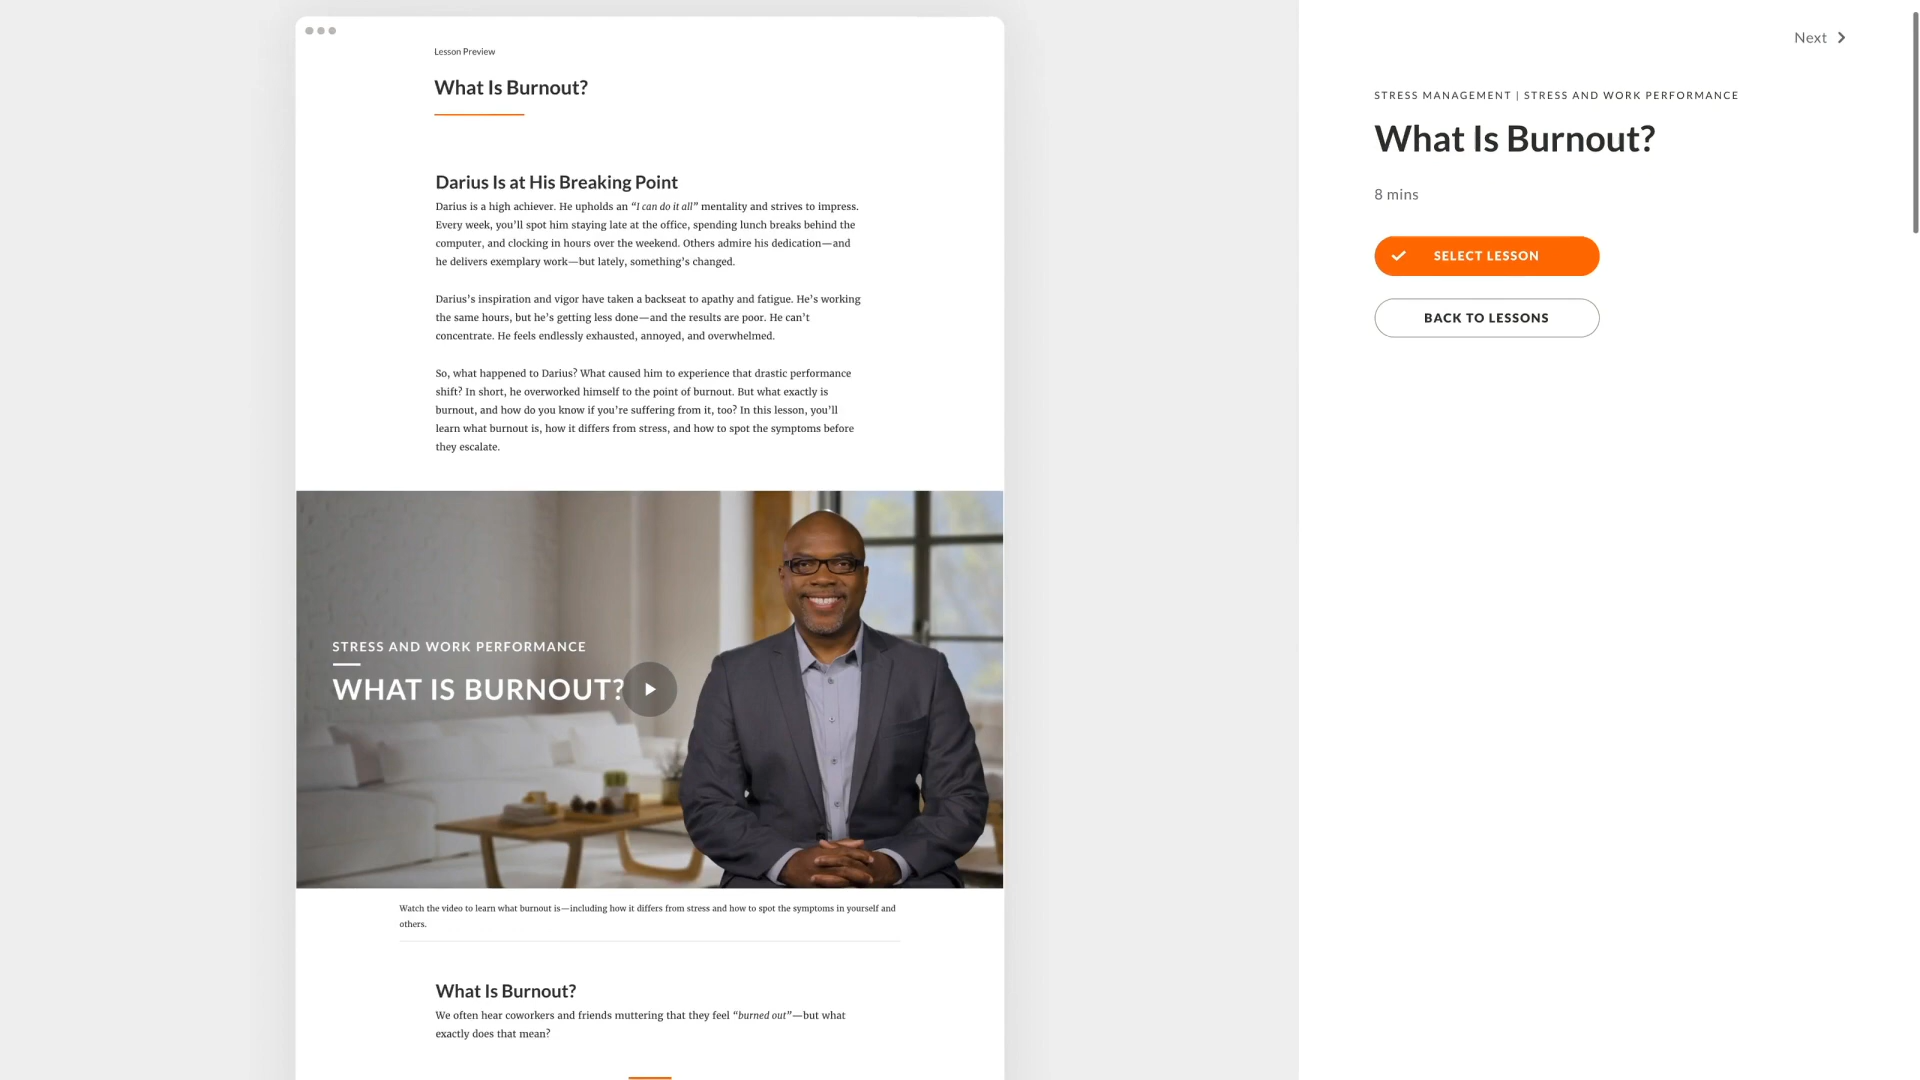 Lesson Preview
What Is Burnout?
Darius Is at His Breaking Point
Darius is a high achiever. He upholds an “I can do it all” mentality and strives to impress.
Every week, you’ll spot him staying late at the office, spending lunch breaks behind the
computer, and clocking in hours over the weekend. Others admire his dedication—and
he delivers exemplary work—but lately, something’s changed.
Darius’s inspiration and vigor have taken a backseat to apathy and fatigue. He’s working
the same hours, but he’s getting less done—and the results are poor. He can’t
concentrate. He feels endlessly exhausted, annoyed, and overwhelmed.
So, what happened to Darius? What caused him to experience that drastic performance
shift? In short, he overworked himself to the point of burnout. But what exactly is
burnout, and how do you know if you’re suffering from it, too? In this lesson, you’ll
learn what burnout is, how it differs from stress, and how to spot the symptoms before
they escalate.
STRESS AND WORK PERFORMANCE
WHAT IS BURNOUT?
Watch the video to learn what burnout is—including how it differs from stress and how to spot the symptoms in yourself and
others.
What Is Burnout?
We often hear coworkers and friends muttering that they feel “burned out”—but what
exactly does that mean?
Next
STRESS MANAGEMENT | STRESS AND WORK PERFORMANCE
What Is Burnout?
8 mins
SELECT LESSON
BACK TO LESSONS